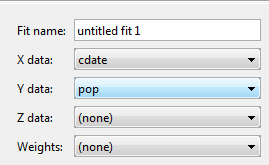 Fit name: untitled fit 1
X data: cdate
Y data: pop
Z data: (none)
Weights: (none)